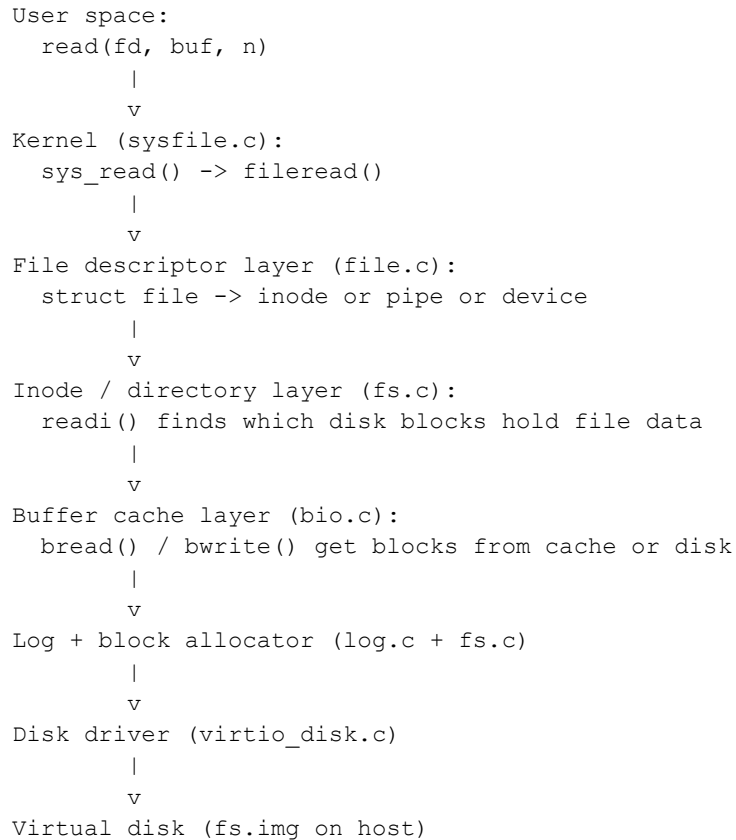 User space:
  read(fd, buf, n)
        |
        v
Kernel (sysfile.c):
  sys_read() -> fileread()
        |
        v
File descriptor layer (file.c):
  struct file -> inode or pipe or device
        |
        v
Inode / directory layer (fs.c):
  readi() finds which disk blocks hold file data
        |
        v
Buffer cache layer (bio.c):
  bread() / bwrite() get blocks from cache or disk
        |
        v
Log + block allocator (log.c + fs.c)
        |
        v
Disk driver (virtio_disk.c)
        |
        v
Virtual disk (fs.img on host)